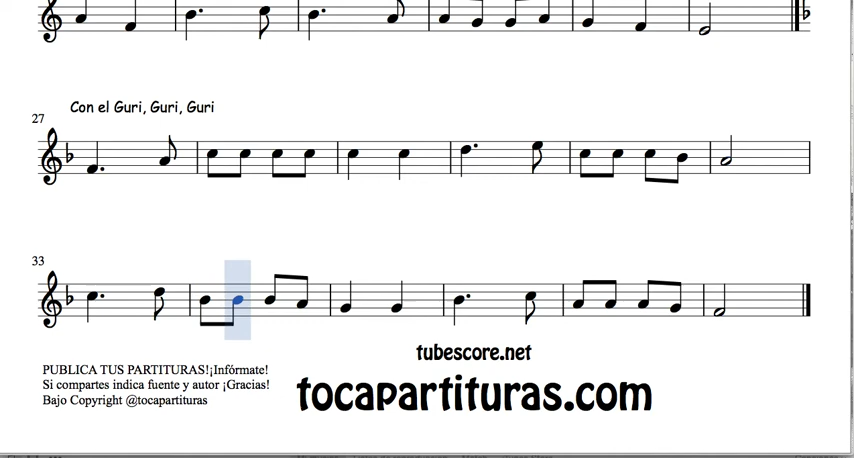 Con el Guri, Guri, Guri
27
33
tubescore.net
PUBLICA TUS PARTITURAS!¡Infórmate!
Si compartes indica fuente y autor ¡Gracias!
Bajo Copyright @tocapartituras
tocapartituras.com